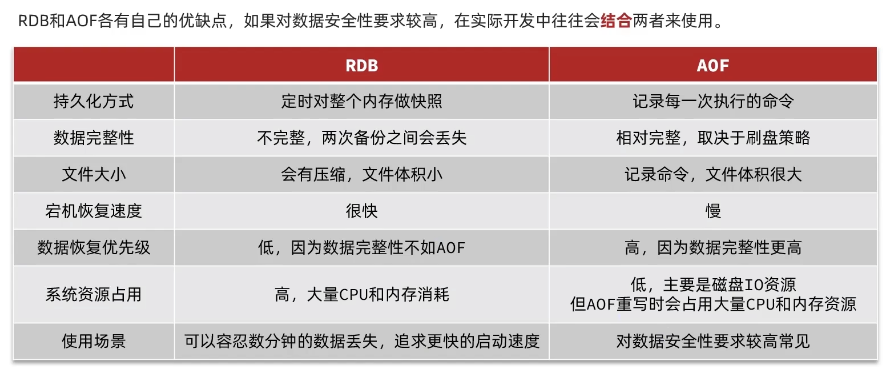 RDB和AOF各有自己的优缺点，如果对数据安全性要求较高，在实际开发中往往会结合两者来使用。
RDB AOF
持久化方式 定时对整个内存做快照 记录每一次执行的命令
数据完整性 不完整，两次备份之间会丢失 相对完整，取决于刷盘策略
文件大小 会有压缩，文件体积小 记录命令，文件体积很大
宕机恢复速度 很快 慢
数据恢复优先级 低，因为数据完整性不如AOF 高，因为数据完整性更高
系统资源占用 高，大量CPU和内存消耗 低，主要是磁盘IO资源
但AOF重写时会占用大量CPU和内存资源
使用场景 可以容忍数分钟的数据丢失，追求更快的启动速度 对数据安全性要求较高常见